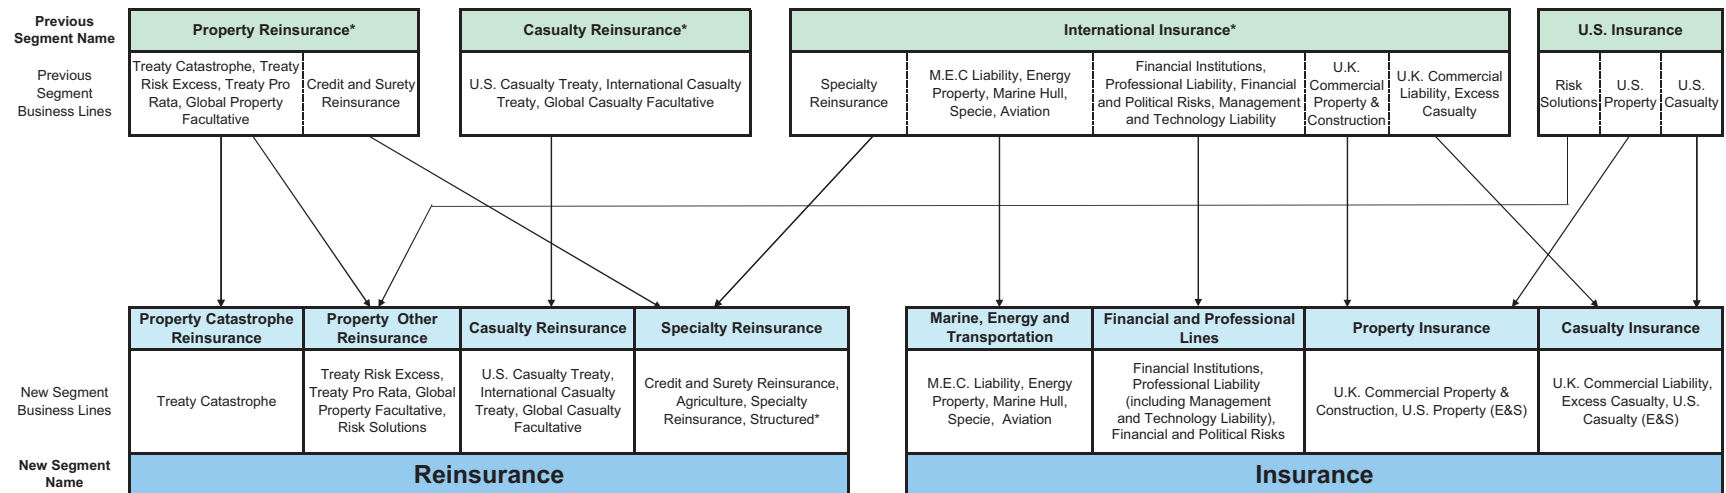 Previous
Segment Name
Property Reinsurance*
Casualty Reinsurance*
International Insurance*
U.S. Insurance
Previous
Segment
Business Lines
Treaty Catastrophe, Treaty
Risk Excess, Treaty Pro
Rata, Global Property
Facultative
Credit and Surety
Reinsurance
U.S. Casualty Treaty, International Casualty
Treaty, Global Casualty Facultative
Specialty
Reinsurance
M.E.C Liability, Energy
Property, Marine Hull,
Specie, Aviation
Financial Institutions,
Professional Liability, Financial
and Political Risks, Management
and Technology Liability
U.K.
Commercial
Property &
Construction
U.K. Commercial
Liability, Excess
Casualty
Risk
Solutions
U.S.
Property
U.S.
Casualty
Property Catastrophe
Reinsurance
Property Other
Reinsurance
Casualty Reinsurance
Specialty Reinsurance
Marine, Energy and
Transportation
Financial and Professional
Lines
Property Insurance
Casualty Insurance
New Segment
Business Lines
Treaty Catastrophe
Treaty Risk Excess,
Treaty Pro Rata, Global
Property Facultative,
Risk Solutions
U.S. Casualty Treaty,
International Casualty
Treaty, Global Casualty
Facultative
Credit and Surety Reinsurance,
Agriculture, Specialty
Reinsurance, Structured*
M.E.C. Liability, Energy
Property, Marine Hull,
Specie, Aviation
Financial Institutions,
Professional Liability
(including Management
and Technology Liability),
Financial and Political Risks
U.K. Commercial Property &
Construction, U.S. Property (E&S)
U.K. Commercial Liability,
Excess Casualty, U.S.
Casualty (E&S)
New Segment
Name
Reinsurance
Insurance